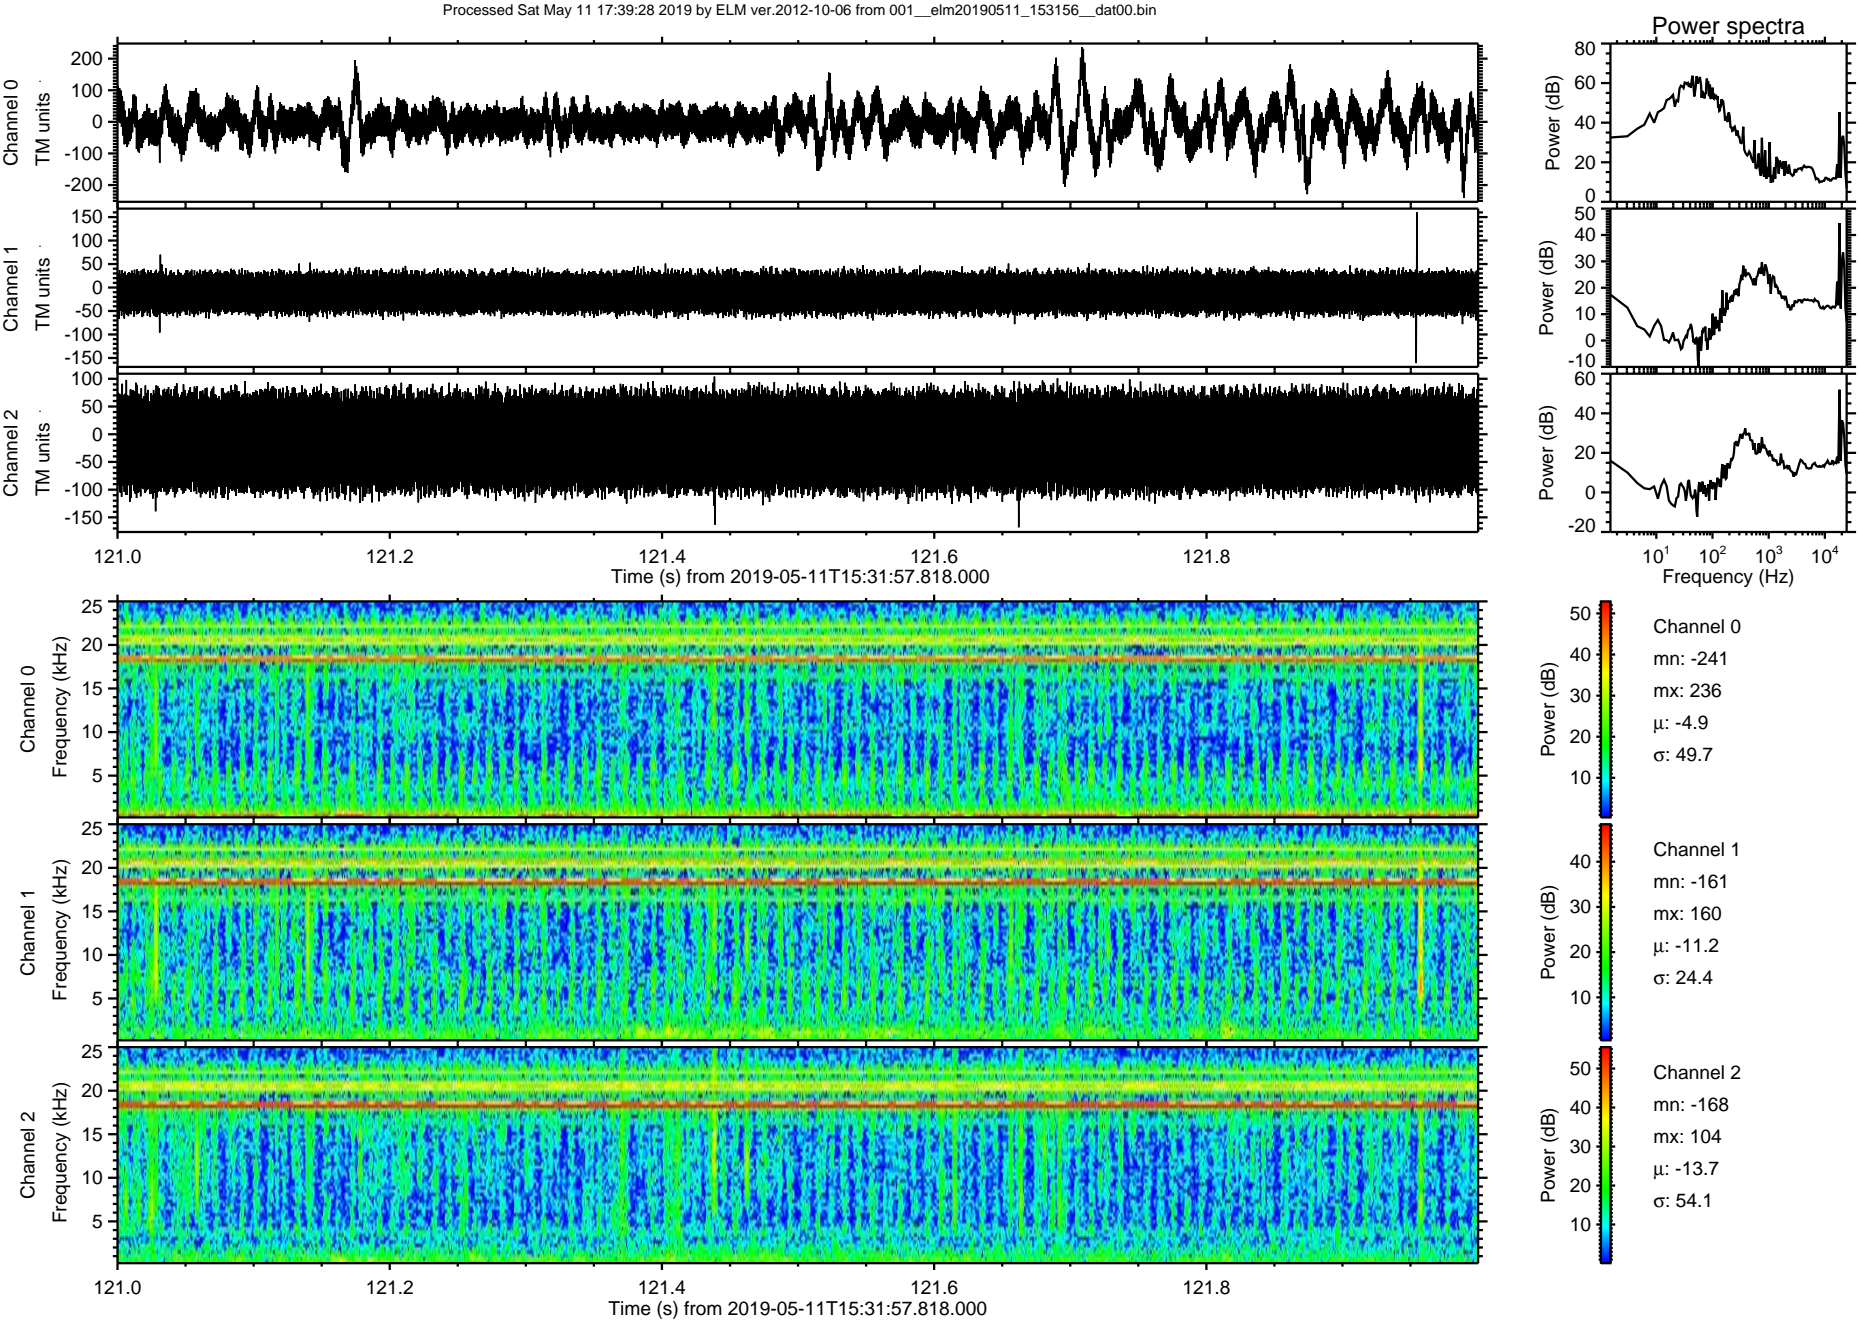 Processed Sat May 11 17:39:28 2019 by ELM ver.2012-10-06 from 001__elm20190511_153156__dat00.bin
Power spectra
Channel 0
TM units
200
100
0
-100
-200
Power (dB)
80
60
40
20
0
Channel 1
TM units
150
100
50
0
-50
-100
-150
Power (dB)
50
40
30
20
10
0
-10
Channel 2
TM units
100
50
0
-50
-100
-150
Power (dB)
60
40
20
0
-20
121.0 121.2 121.4 121.6 121.8
Time (s) from 2019-05-11T15:31:57.818.000
10¹ 10² 10³ 10⁴
Frequency (Hz)
Channel 0
Frequency (kHz)
25
20
15
10
5
Power (dB)
50
40
30
20
10
Channel 0
mn: -241
mx: 236
μ: -4.9
σ: 49.7
Channel 1
Frequency (kHz)
25
20
15
10
5
Power (dB)
40
30
20
10
Channel 1
mn: -161
mx: 160
μ: -11.2
σ: 24.4
Channel 2
Frequency (kHz)
25
20
15
10
5
Power (dB)
50
40
30
20
10
Channel 2
mn: -168
mx: 104
μ: -13.7
σ: 54.1
121.0 121.2 121.4 121.6 121.8
Time (s) from 2019-05-11T15:31:57.818.000